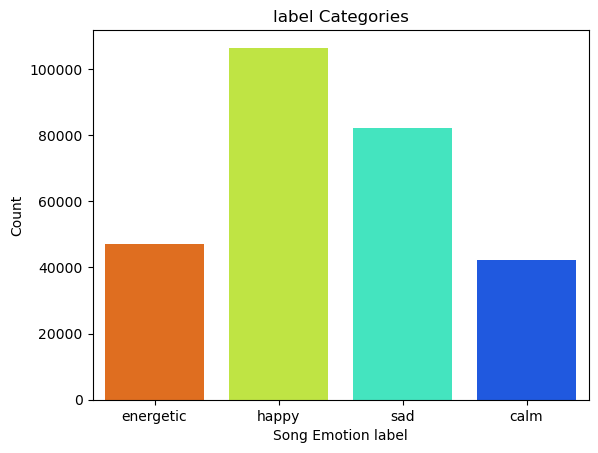 label Categories
Count
100000
80000
60000
40000
20000
0
energetic happy sad calm
Song Emotion label